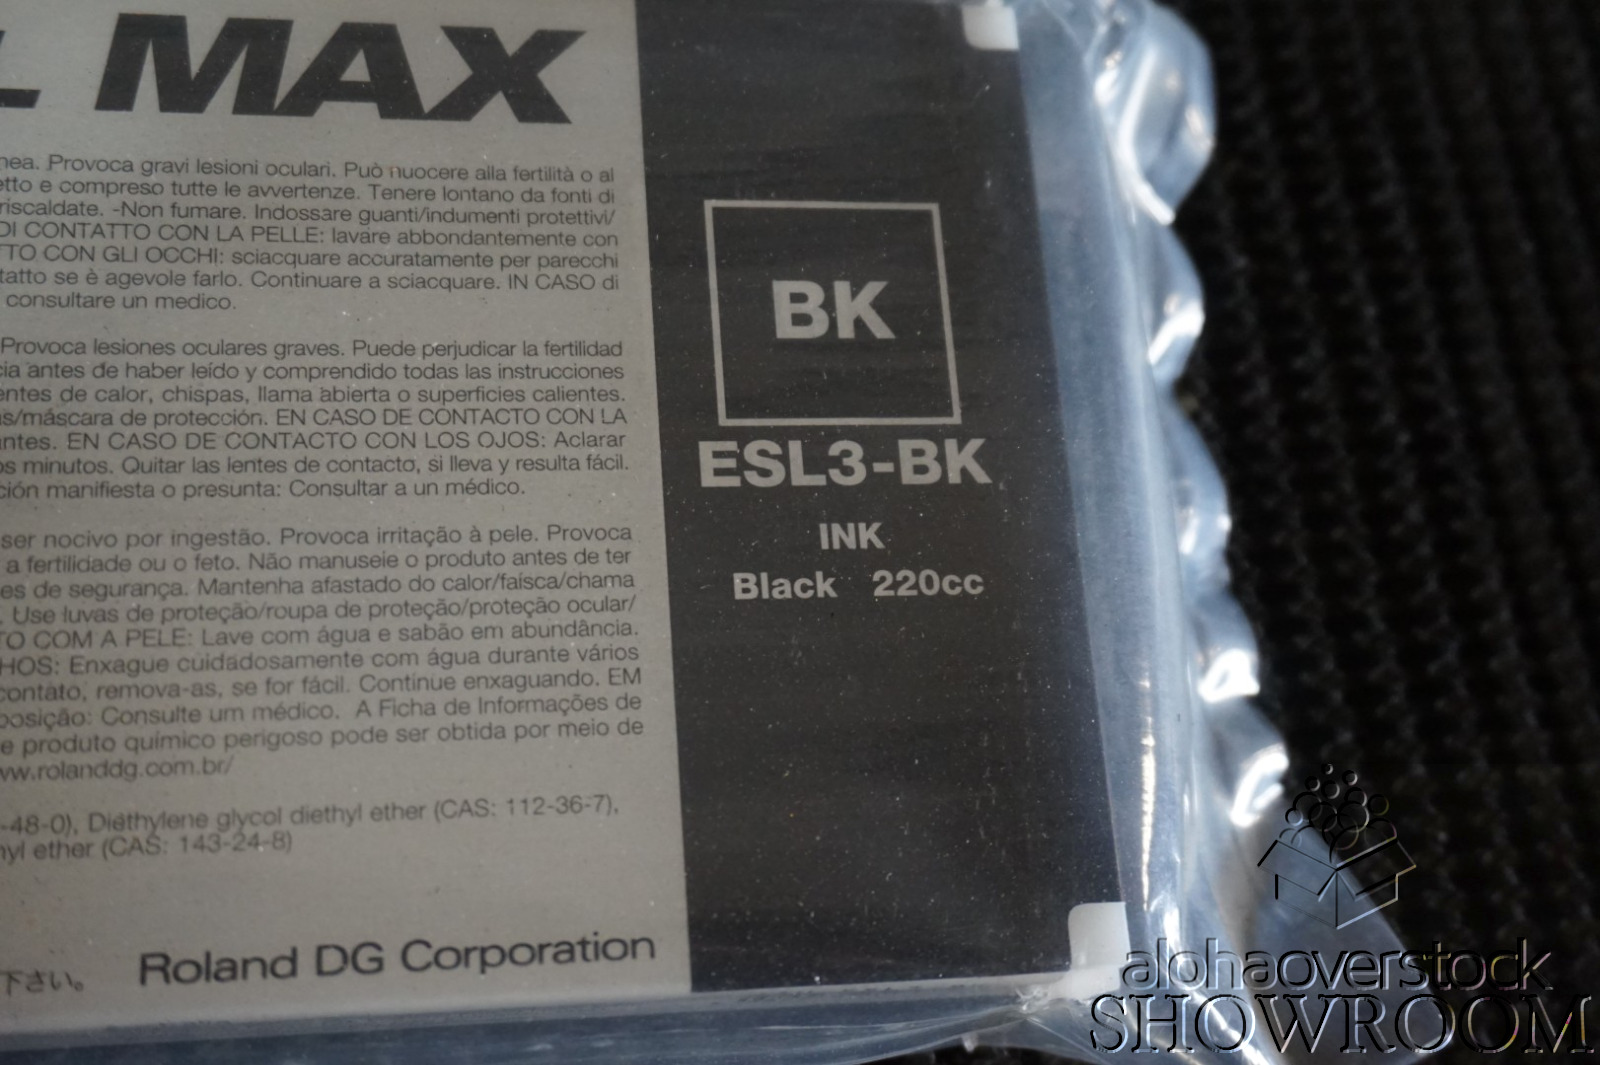 MAX
nea. Provoca gravi lesioni oculari. Può nuocere alla fertilità o al
etto e compreso tutte le avvertenze. Tenere lontano da fonti di
riscaldate. -Non fumare. Indossare guanti/indumenti protettivi/
DI CONTATTO CON LA PELLE: lavare abbondantemente con
TTO CON GLI OCCHI: sciacquare accuratamente per parecchi
tatto se è agevole farlo. Continuare a sciacquare. IN CASO di
consultare un medico.
Provoca lesiones oculares graves. Puede perjudicar la fertilidad
cia antes de haber leído y comprendido todas las instrucciones
entes de calor, chispas, llama abierta o superficies calientes.
as/máscara de protección. EN CASO DE CONTACTO CON LA
antes. EN CASO DE CONTACTO CON LOS OJOS: Aclarar
os minutos. Quitar las lentes de contacto, si lleva y resulta fácil.
ción manifiesta o presunta: Consultar a un médico.
ser nocivo por ingestão. Provoca irritação à pele. Provoca
a fertilidade ou o feto. Não manuseie o produto antes de ter
es de segurança. Mantenha afastado do calor/faísca/chama
. Use luvas de proteção/roupa de proteção/proteção ocular/
TO COM A PELE: Lave com água e sabão em abundância.
HOS: Enxague cuidadosamente com água durante vários
contato, remova-as, se for fácil. Continue enxaguando. EM
posição: Consulte um médico. A Ficha de Informações de
e produto químico perigoso pode ser obtida por meio de
ww.rolanddg.com.br/
-48-0), Diethylene glycol diethyl ether (CAS: 112-36-7),
hyl ether (CAS: 143-24-8)
下さい。 Roland DG Corporation
BK
ESL3-BK
INK
Black 220cc
alohaoverstock
SHOWROOM